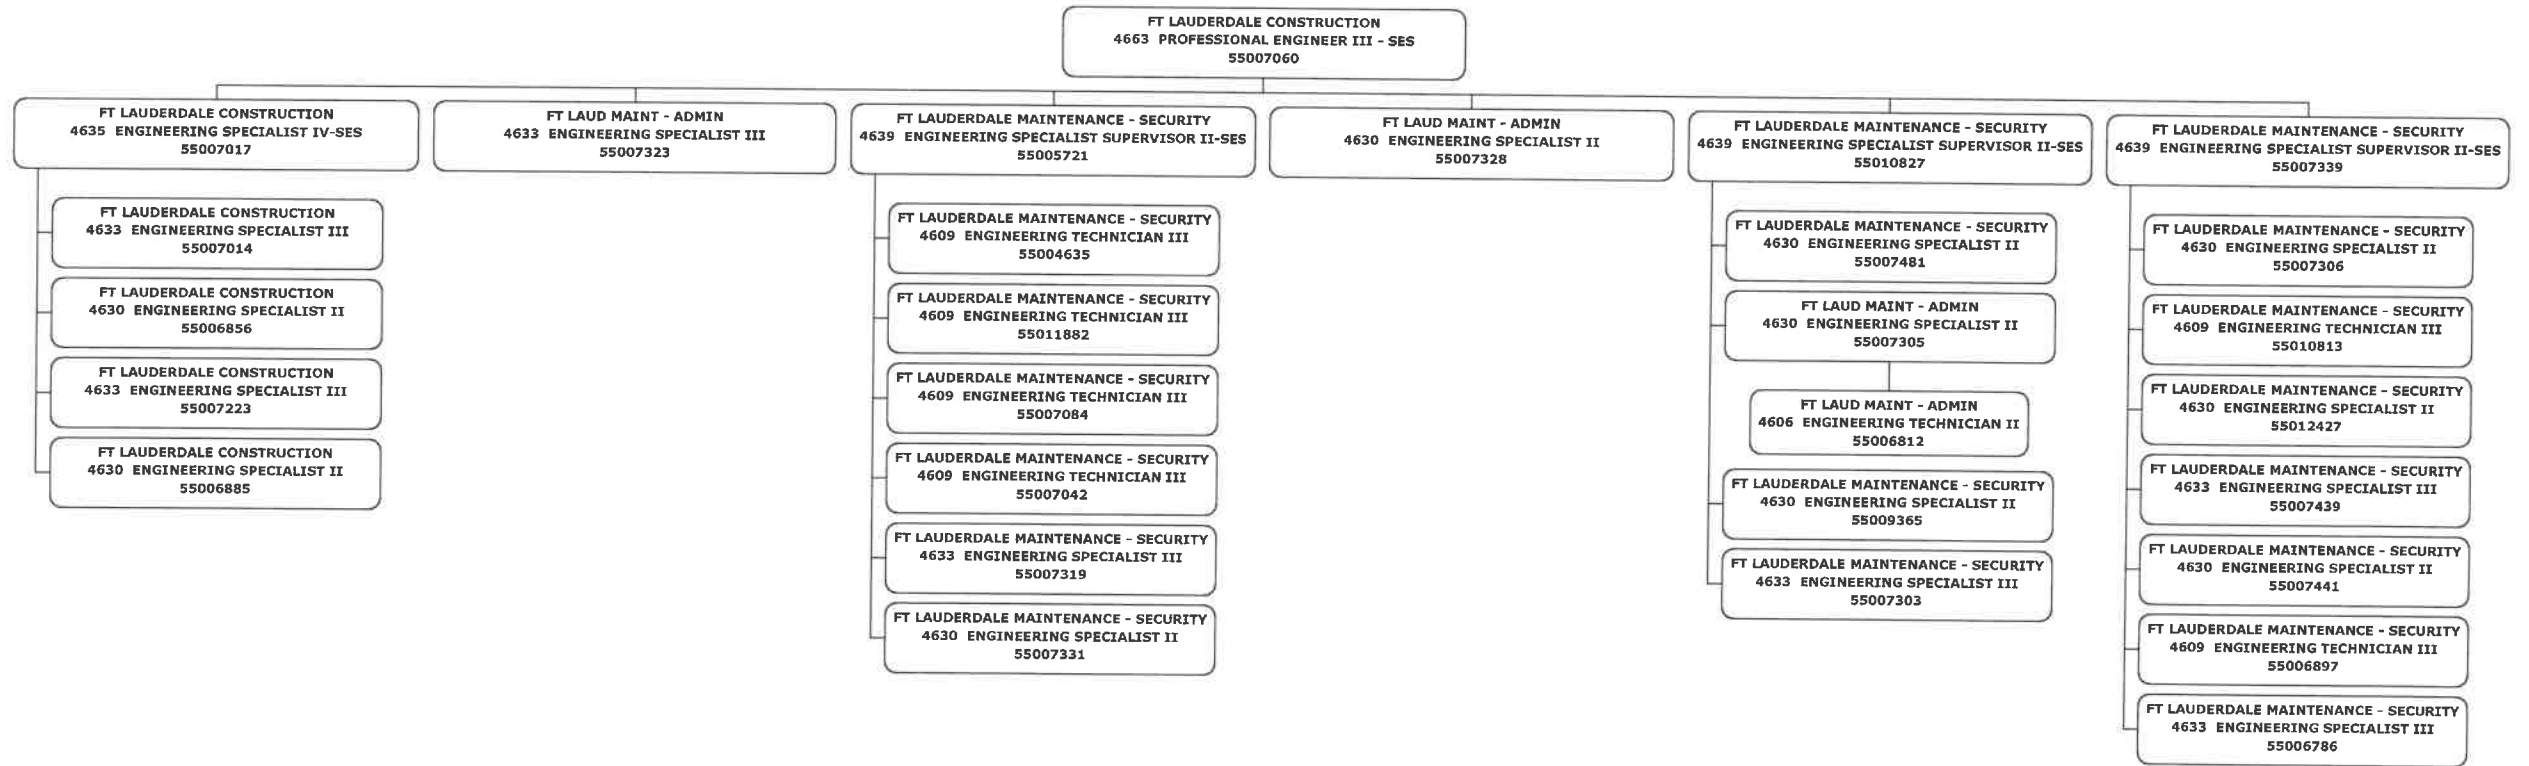 FT LAUDERDALE CONSTRUCTION
4663 PROFESSIONAL ENGINEER III - SES
55007060
FT LAUDERDALE CONSTRUCTION
4635 ENGINEERING SPECIALIST IV-SES
55007017
FT LAUD MAINT - ADMIN
4633 ENGINEERING SPECIALIST III
55007323
FT LAUDERDALE MAINTENANCE - SECURITY
4639 ENGINEERING SPECIALIST SUPERVISOR II-SES
55005721
FT LAUD MAINT - ADMIN
4630 ENGINEERING SPECIALIST II
55007328
FT LAUDERDALE MAINTENANCE - SECURITY
4639 ENGINEERING SPECIALIST SUPERVISOR II-SES
55010827
FT LAUDERDALE MAINTENANCE - SECURITY
4639 ENGINEERING SPECIALIST SUPERVISOR II-SES
55007339
FT LAUDERDALE CONSTRUCTION
4633 ENGINEERING SPECIALIST III
55007014
FT LAUDERDALE CONSTRUCTION
4630 ENGINEERING SPECIALIST II
55006856
FT LAUDERDALE CONSTRUCTION
4633 ENGINEERING SPECIALIST III
55007223
FT LAUDERDALE CONSTRUCTION
4630 ENGINEERING SPECIALIST II
55006885
FT LAUDERDALE MAINTENANCE - SECURITY
4609 ENGINEERING TECHNICIAN III
55004635
FT LAUDERDALE MAINTENANCE - SECURITY
4609 ENGINEERING TECHNICIAN III
55011882
FT LAUDERDALE MAINTENANCE - SECURITY
4609 ENGINEERING TECHNICIAN III
55007084
FT LAUDERDALE MAINTENANCE - SECURITY
4609 ENGINEERING TECHNICIAN III
55007042
FT LAUDERDALE MAINTENANCE - SECURITY
4633 ENGINEERING SPECIALIST III
55007319
FT LAUDERDALE MAINTENANCE - SECURITY
4630 ENGINEERING SPECIALIST II
55007331
FT LAUDERDALE MAINTENANCE - SECURITY
4630 ENGINEERING SPECIALIST II
55007481
FT LAUD MAINT - ADMIN
4630 ENGINEERING SPECIALIST II
55007305
FT LAUD MAINT - ADMIN
4606 ENGINEERING TECHNICIAN II
55006812
FT LAUDERDALE MAINTENANCE - SECURITY
4630 ENGINEERING SPECIALIST II
55009365
FT LAUDERDALE MAINTENANCE - SECURITY
4633 ENGINEERING SPECIALIST III
55007303
FT LAUDERDALE MAINTENANCE - SECURITY
4630 ENGINEERING SPECIALIST II
55007306
FT LAUDERDALE MAINTENANCE - SECURITY
4609 ENGINEERING TECHNICIAN III
55010813
FT LAUDERDALE MAINTENANCE - SECURITY
4630 ENGINEERING SPECIALIST II
55012427
FT LAUDERDALE MAINTENANCE - SECURITY
4633 ENGINEERING SPECIALIST III
55007439
FT LAUDERDALE MAINTENANCE - SECURITY
4630 ENGINEERING SPECIALIST II
55007441
FT LAUDERDALE MAINTENANCE - SECURITY
4609 ENGINEERING TECHNICIAN III
55006897
FT LAUDERDALE MAINTENANCE - SECURITY
4633 ENGINEERING SPECIALIST III
55006786